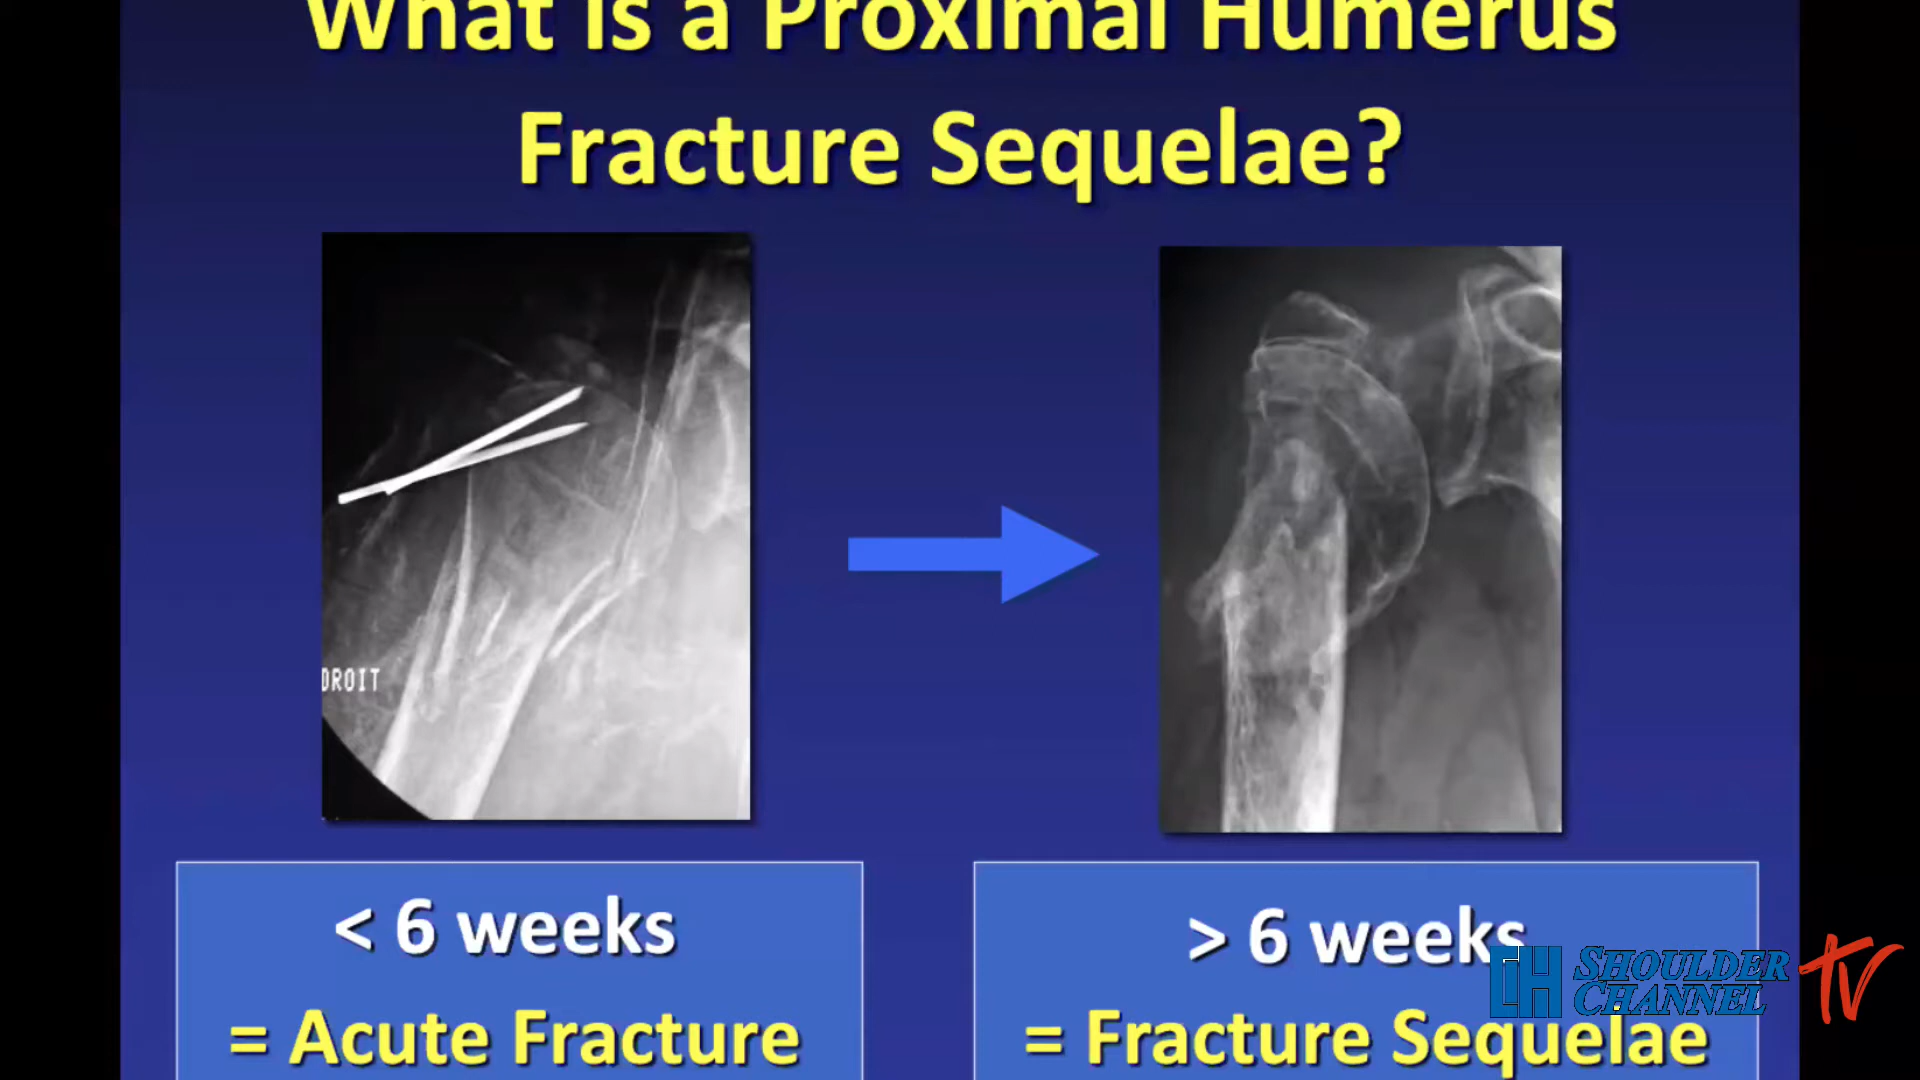 What is a Proximal Humerus
Fracture Sequelae?
DROIT
< 6 weeks
= Acute Fracture
> 6 weeks
= Fracture Sequelae
SHOULDER
CHANNEL
TV